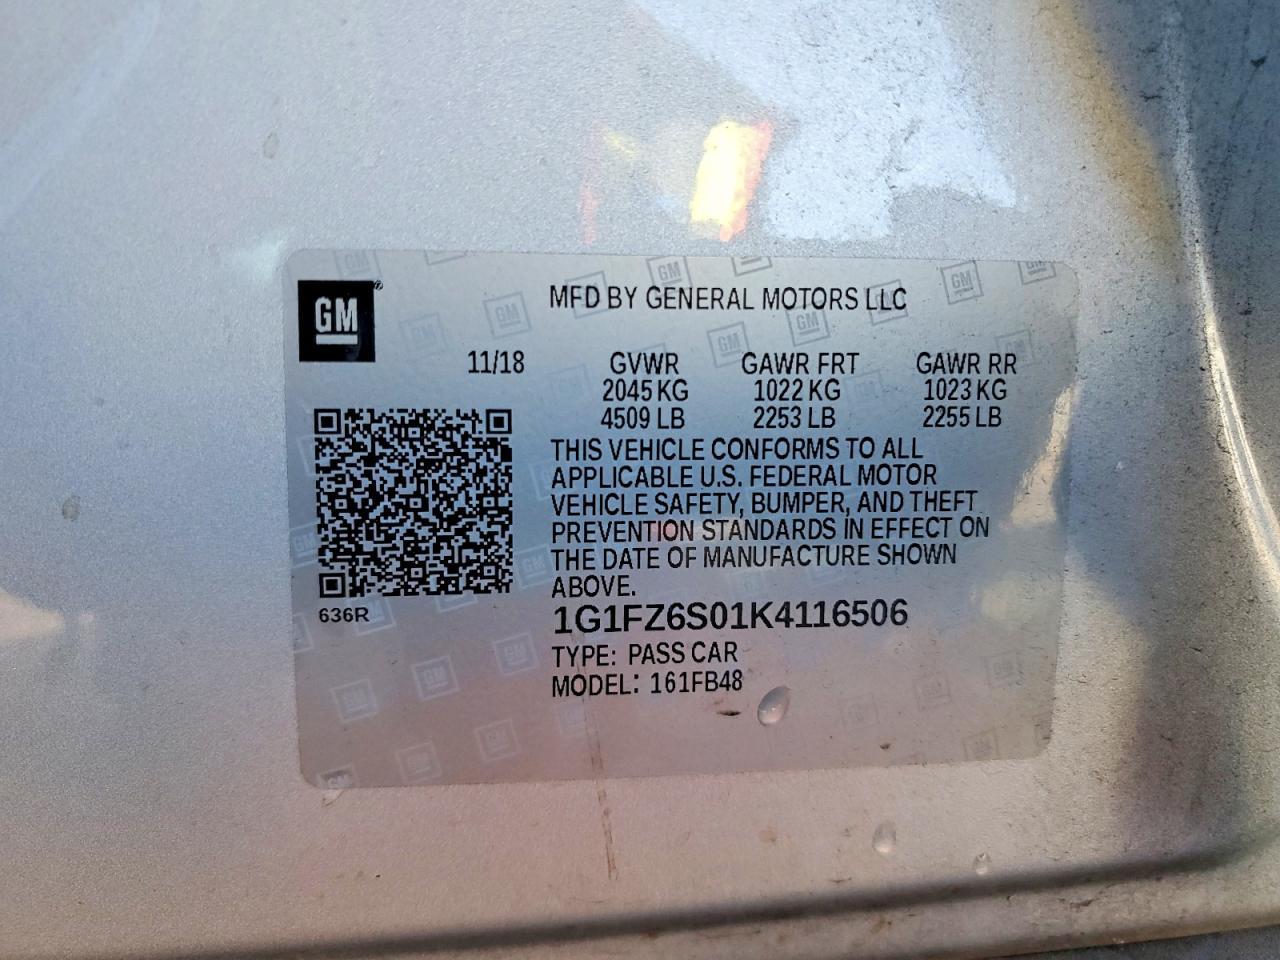 GM
MFD BY GENERAL MOTORS LLC
11/18 GVWR GAWR FRT GAWR RR
2045 KG 1022 KG 1023 KG
4509 LB 2253 LB 2255 LB
THIS VEHICLE CONFORMS TO ALL
APPLICABLE U.S. FEDERAL MOTOR
VEHICLE SAFETY, BUMPER, AND THEFT
PREVENTION STANDARDS IN EFFECT ON
THE DATE OF MANUFACTURE SHOWN
ABOVE.
636R
1G1FZ6S01K4116506
TYPE: PASS CAR
MODEL: 161FB48